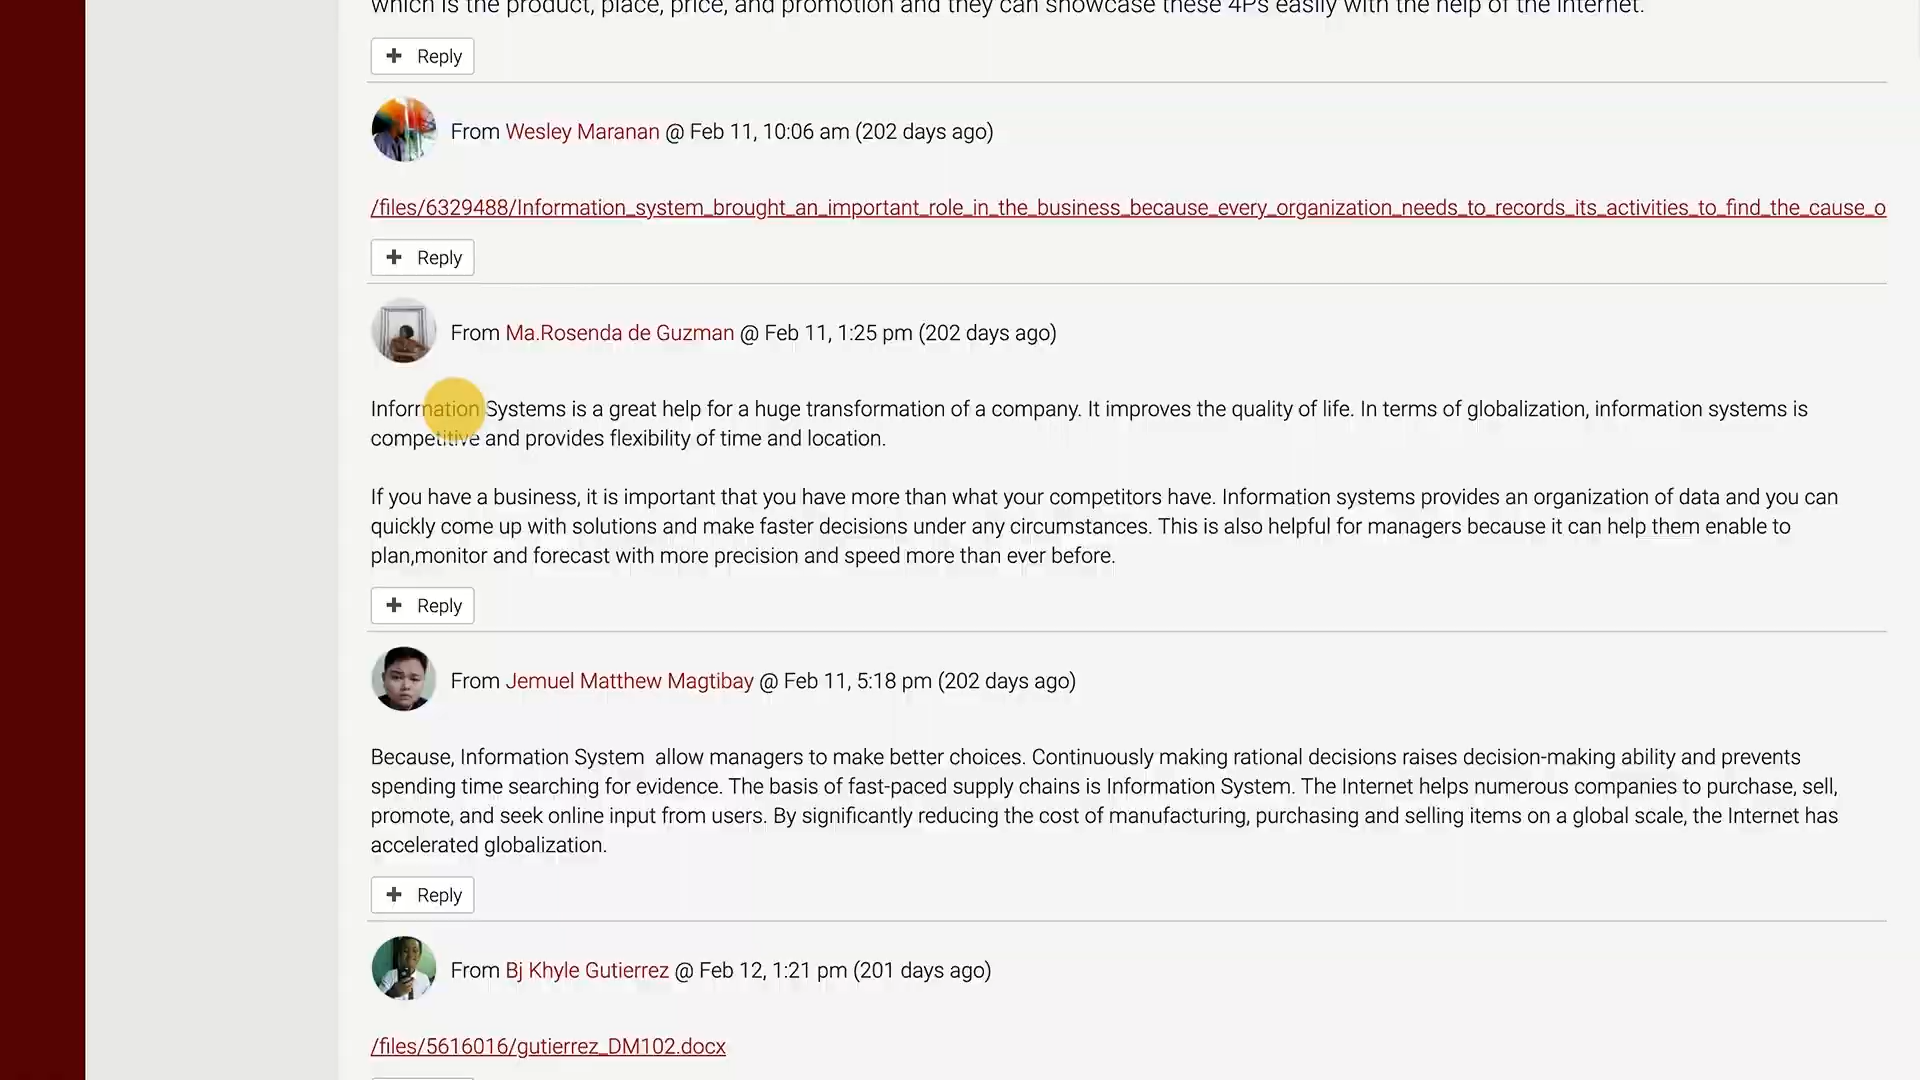 which is the product, place, price, and promotion and they can showcase these 4Ps easily with the help of the internet.
+ Reply
From Wesley Maranan @ Feb 11, 10:06 am (202 days ago)
/files/6329488/Information_system_brought_an_important_role_in_the_business_because_every_organization_needs_to_records_its_activities_to_find_the_cause_o
+ Reply
From Ma.Rosenda de Guzman @ Feb 11, 1:25 pm (202 days ago)
Information Systems is a great help for a huge transformation of a company. It improves the quality of life. In terms of globalization, information systems is
competitive and provides flexibility of time and location.
If you have a business, it is important that you have more than what your competitors have. Information systems provides an organization of data and you can
quickly come up with solutions and make faster decisions under any circumstances. This is also helpful for managers because it can help them enable to
plan,monitor and forecast with more precision and speed more than ever before.
+ Reply
From Jemuel Matthew Magtibay @ Feb 11, 5:18 pm (202 days ago)
Because, Information System  allow managers to make better choices. Continuously making rational decisions raises decision-making ability and prevents
spending time searching for evidence. The basis of fast-paced supply chains is Information System. The Internet helps numerous companies to purchase, sell,
promote, and seek online input from users. By significantly reducing the cost of manufacturing, purchasing and selling items on a global scale, the Internet has
accelerated globalization.
+ Reply
From Bj Khyle Gutierrez @ Feb 12, 1:21 pm (201 days ago)
/files/5616016/gutierrez_DM102.docx